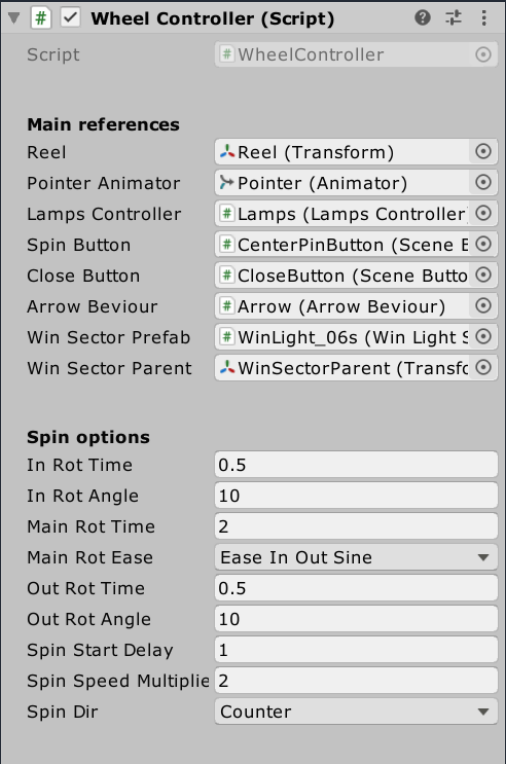 Wheel Controller (Script)
Script # WheelController
Main references
Reel Reel (Transform)
Pointer Animator Pointer (Animator)
Lamps Controller # Lamps (Lamps Controller)
Spin Button # CenterPinButton (Scene B
Close Button # CloseButton (Scene Butto
Arrow Beviour # Arrow (Arrow Beviour)
Win Sector Prefab # WinLight_06s (Win Light S
Win Sector Parent WinSectorParent (Transfo
Spin options
In Rot Time 0.5
In Rot Angle 10
Main Rot Time 2
Main Rot Ease Ease In Out Sine
Out Rot Time 0.5
Out Rot Angle 10
Spin Start Delay 1
Spin Speed Multiplie 2
Spin Dir Counter